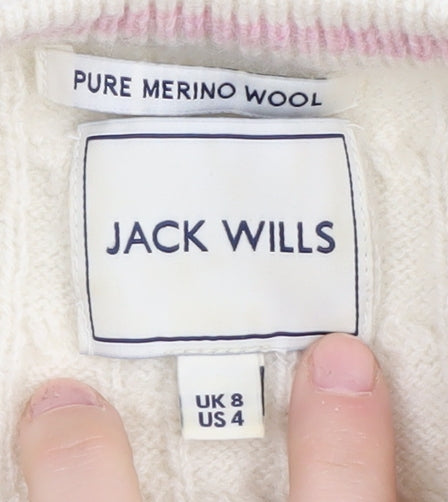 PURE MERINO WOOL
JACK WILLS
UK 8
US 4